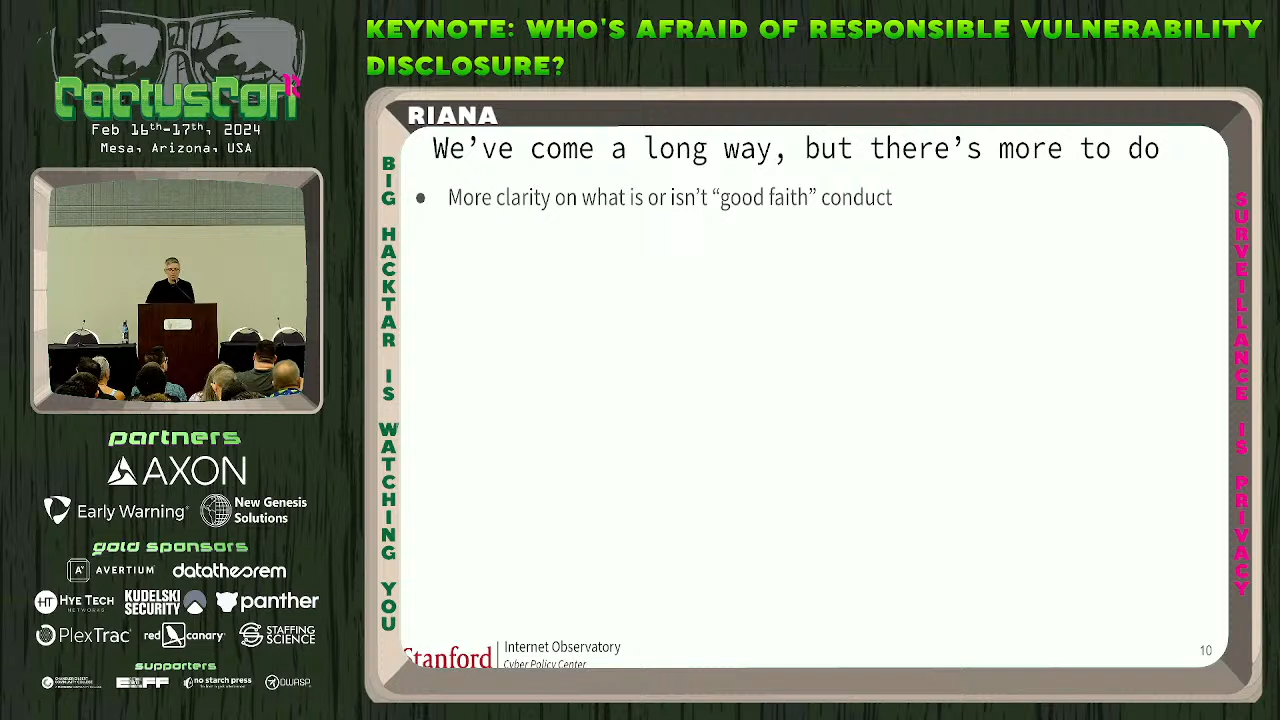 KEYNOTE: WHO'S AFRAID OF RESPONSIBLE VULNERABILITY
DISCLOSURE?
CactusCon
Feb 16th-17th, 2024
Mesa, Arizona, USA
RIANA
We've come a long way, but there's more to do
• More clarity on what is or isn't “good faith” conduct
BIG HACKTAR IS WATCHING YOU
SURVEILLANCE IS PRIVACY
partners
AXON
Early Warning
New Genesis
Solutions
gold sponsors
AVERTIUM
datatheorem
HT HYE TECH
NETWORKS
KUDELSKI
SECURITY
panther
PlexTrac
red canary
STAFFING
SCIENCE
supporters
EFF
no starch press
OWASP
Stanford
Internet Observatory
Cyber Policy Center
10